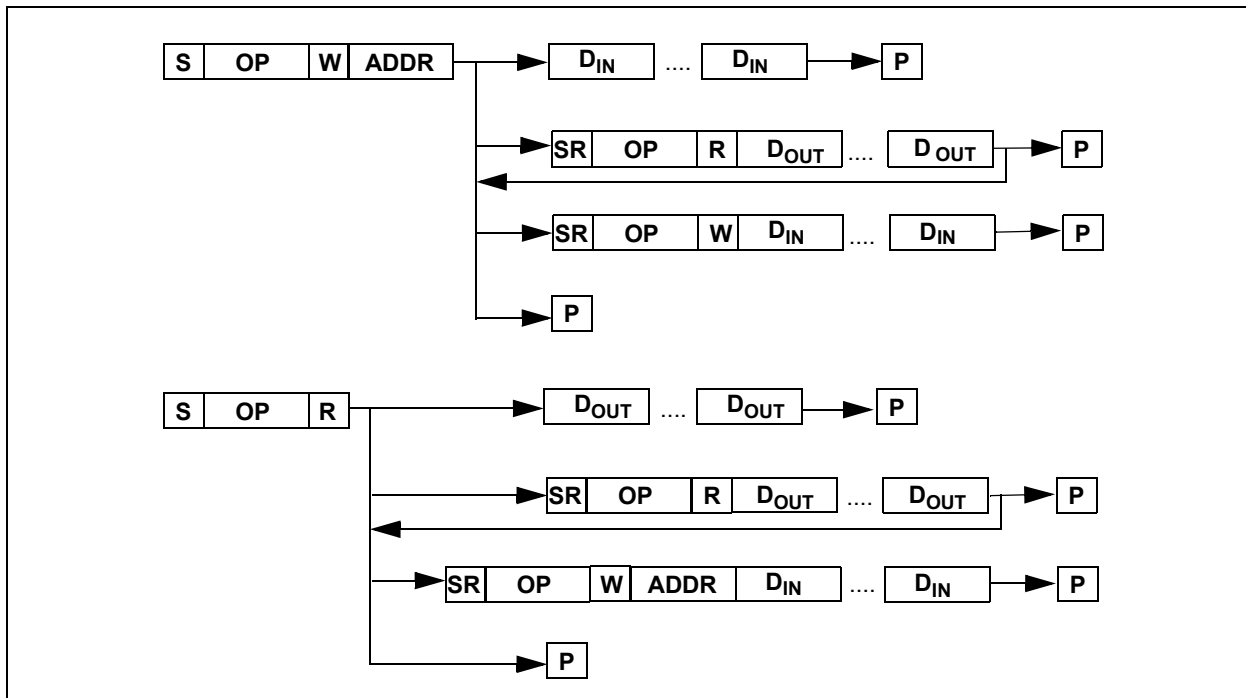 S OP W ADDR DIN .... DIN P
SR OP R DOUT .... DOUT P
SR OP W DIN .... DIN P
P
S OP R DOUT .... DOUT P
SR OP R DOUT .... DOUT P
SR OP W ADDR DIN .... DIN P
P